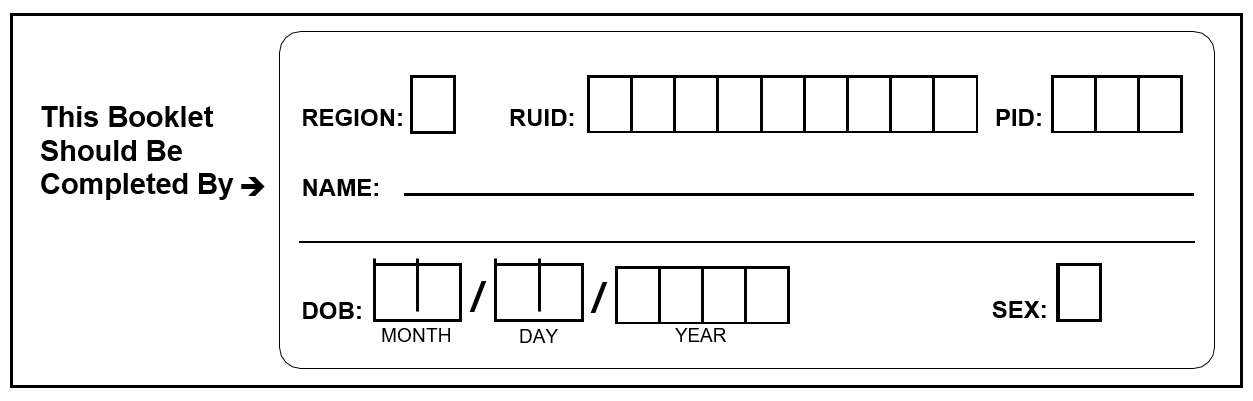 This Booklet
Should Be
Completed By ➔
REGION: RUID: PID:
NAME:
DOB: / / SEX:
MONTH DAY YEAR